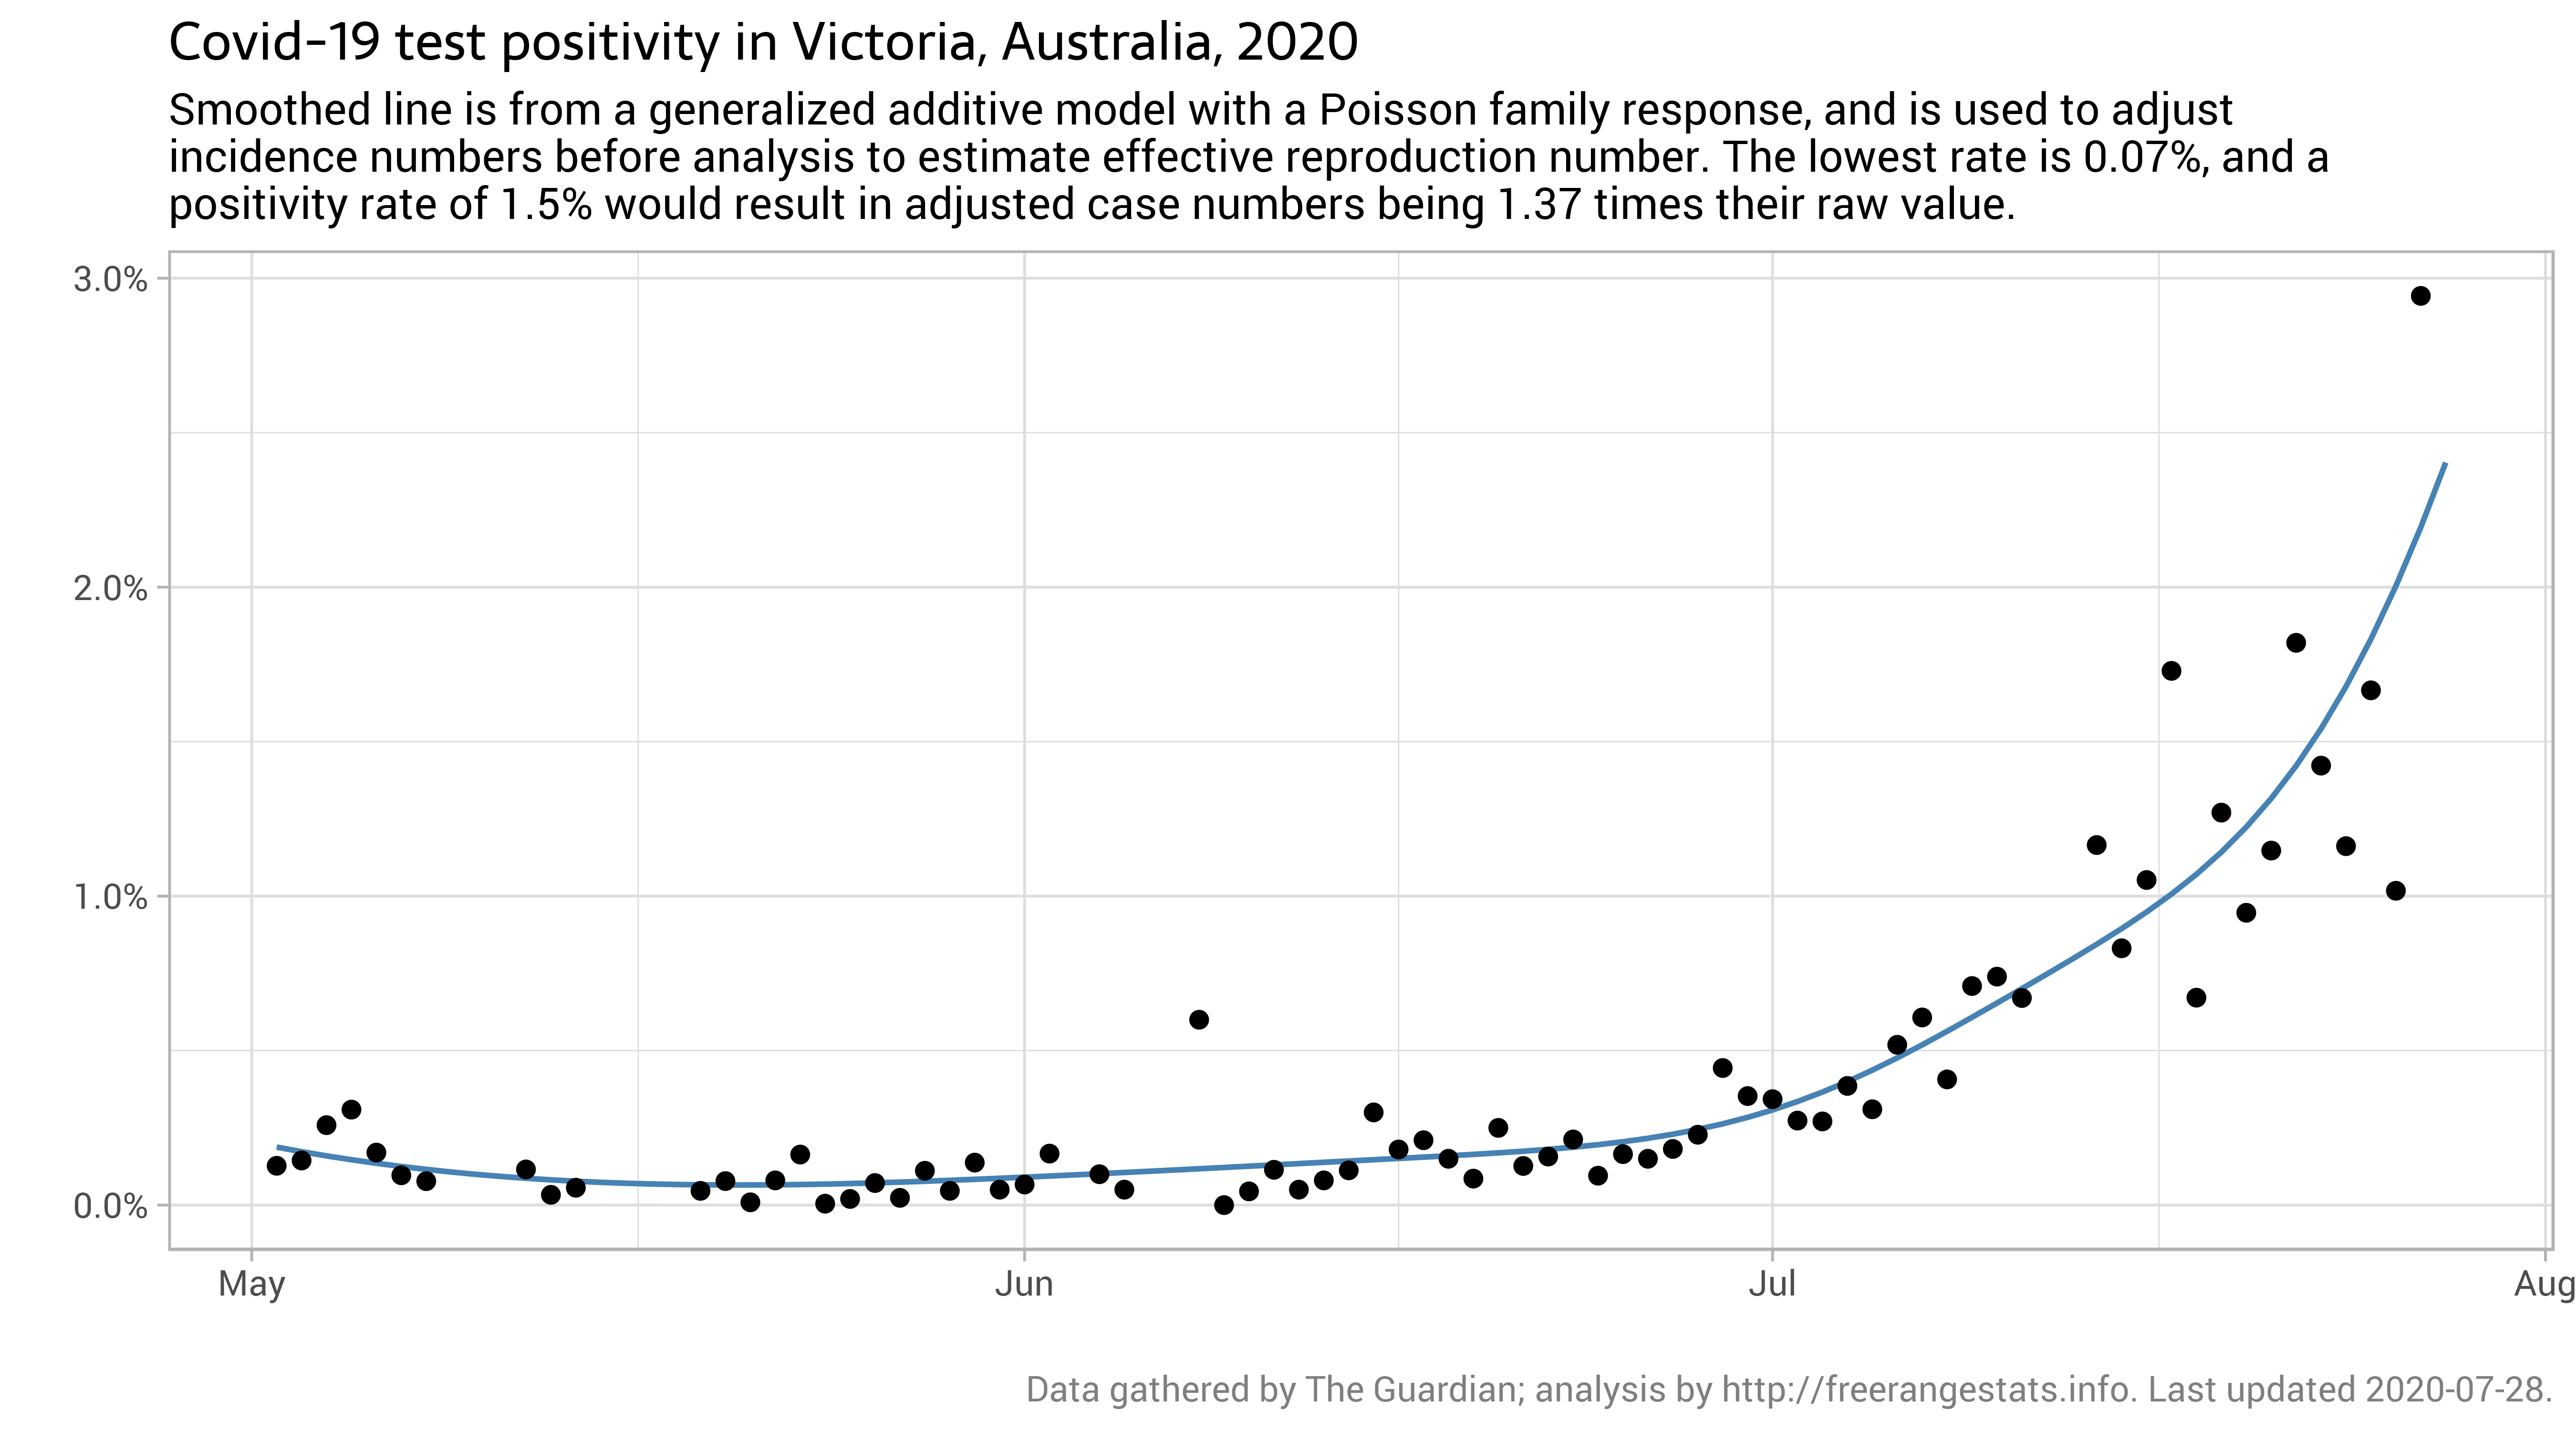 Covid-19 test positivity in Victoria, Australia, 2020
Smoothed line is from a generalized additive model with a Poisson family response, and is used to adjust
incidence numbers before analysis to estimate effective reproduction number. The lowest rate is 0.07%, and a
positivity rate of 1.5% would result in adjusted case numbers being 1.37 times their raw value.
3.0%
2.0%
1.0%
0.0%
May Jun Jul Aug
Data gathered by The Guardian; analysis by http://freerangestats.info. Last updated 2020-07-28.